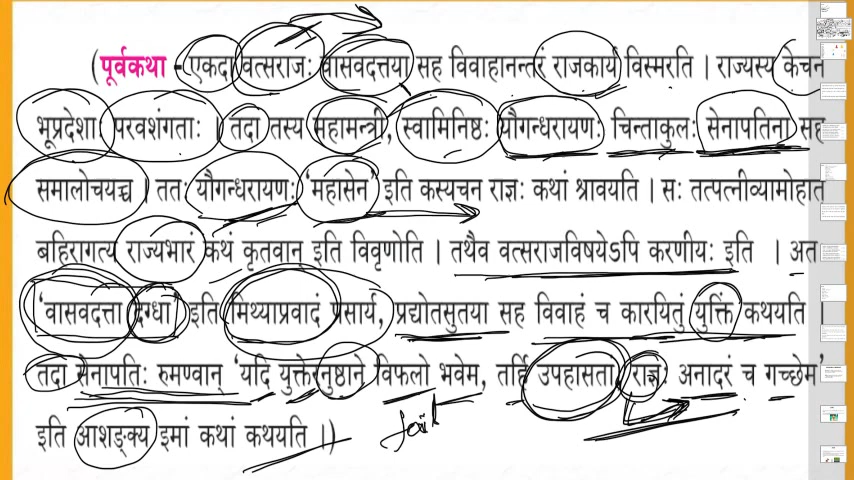 (पूर्वकथा - एकदा वत्सराजः वासवदत्तया सह विवाहानन्तरं राजकार्यं विस्मरति । राज्यस्य केचन
भूप्रदेशाः परवशंगताः । तदा तस्य महामन्त्री, स्वामिनिष्ठः यौगन्धरायणः चिन्ताकुलः सेनापतिना सह
समालोचयच्च । ततः यौगन्धरायणः 'महासेन' इति कस्यचन राज्ञः कथां श्रावयति । सः तत्पत्नीव्यामोहात
बहिरागत्य राज्यभारं कथं कृतवान् इति विवृणोति । तथैव वत्सराजविषयेऽपि करणीयः इति । अत
'वासवदत्ता दग्धा' इति मिथ्याप्रवादं प्रसार्य, प्रद्योतसुतया सह विवाहं च कारयितुं युक्तिं कथयति ।
तदा सेनापतिः रुमण्वान् 'यदि युक्तेरनुष्ठाने विफलो भवेम, तर्हि उपहासतां राज्ञः अनादरं च गच्छेम'
इति आशङ्क्य इमां कथां कथयति ।)
fail